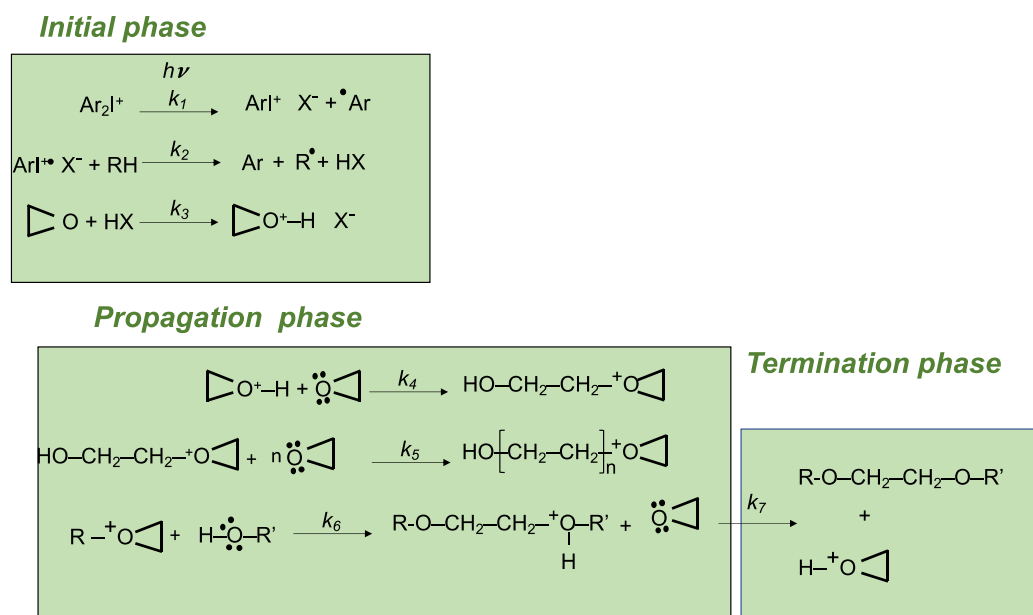 Initial phase
hν
Ar₂I⁺ k₁ ArI⁺ X⁻ + •Ar
ArI⁺• X⁻ + RH k₂ Ar + R• + HX
O + HX k₃ O⁺–H X⁻
Propagation phase
O⁺–H + O k₄ HO–CH₂–CH₂–⁺O
HO–CH₂–CH₂–⁺O + n O k₅ HO[CH₂–CH₂]ₙ⁺O
R–⁺O + H–O–R’ k₆ R-O–CH₂–CH₂–⁺O–R’ + O
H
Termination phase
k₇
R-O–CH₂–CH₂–O–R’
+
H–⁺O